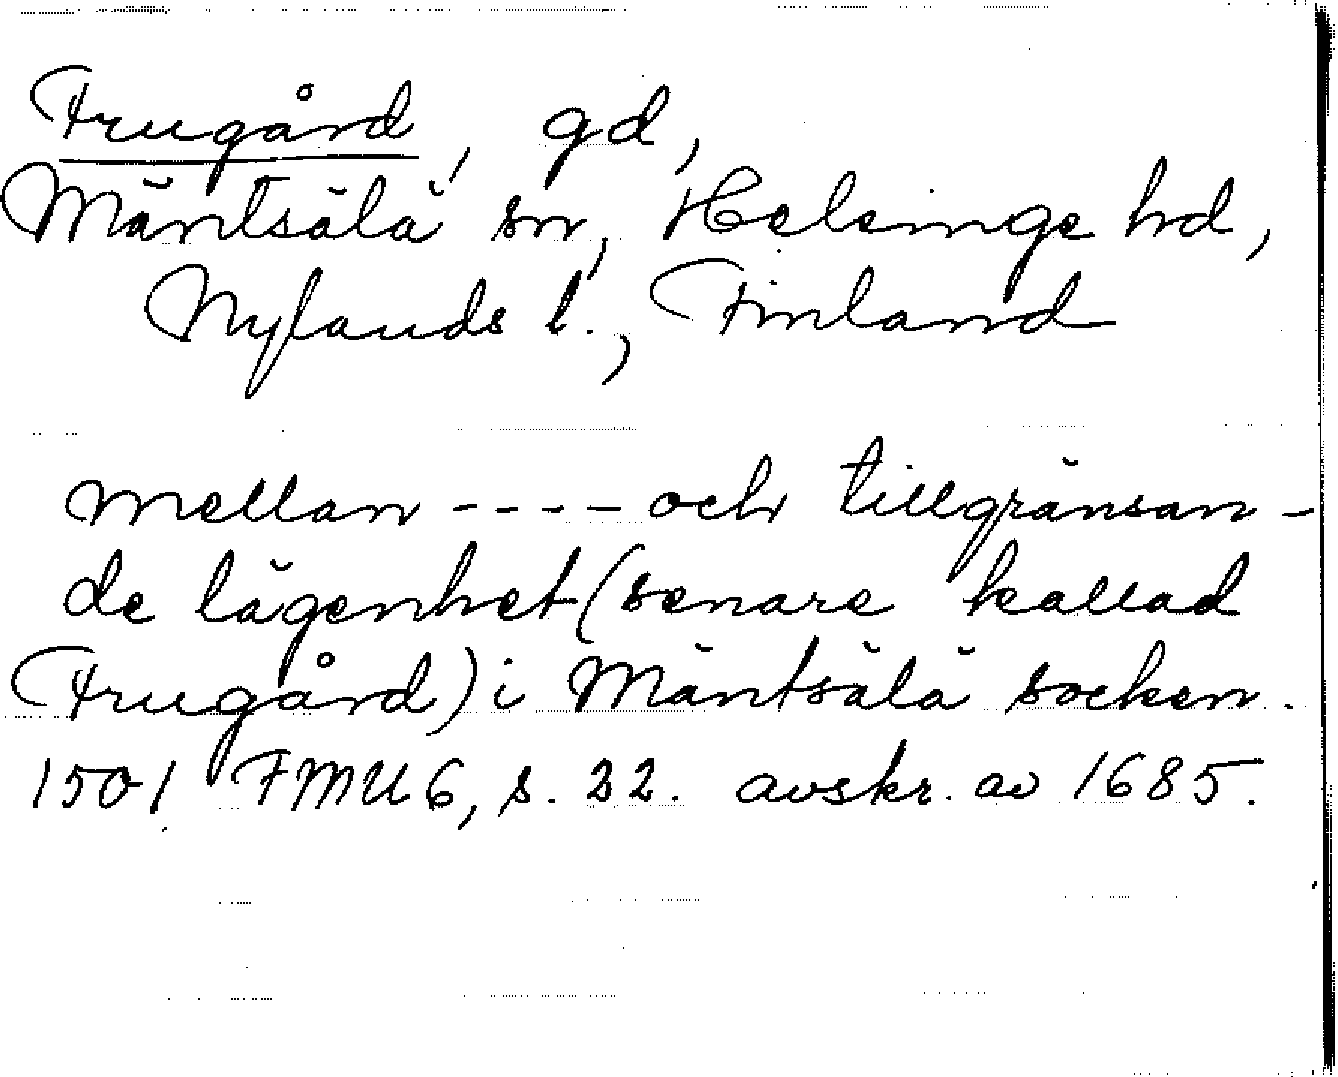 Frugård, gd,
Mäntsälä sn, Helsinge hd,
Nylands l., Finland
mellan - - - - och tillgränsan-
de lägenhet (senare kallad
Frugård) i Mäntsälä socken.
1501 FMU 6, s. 32. avskr. av 1685.